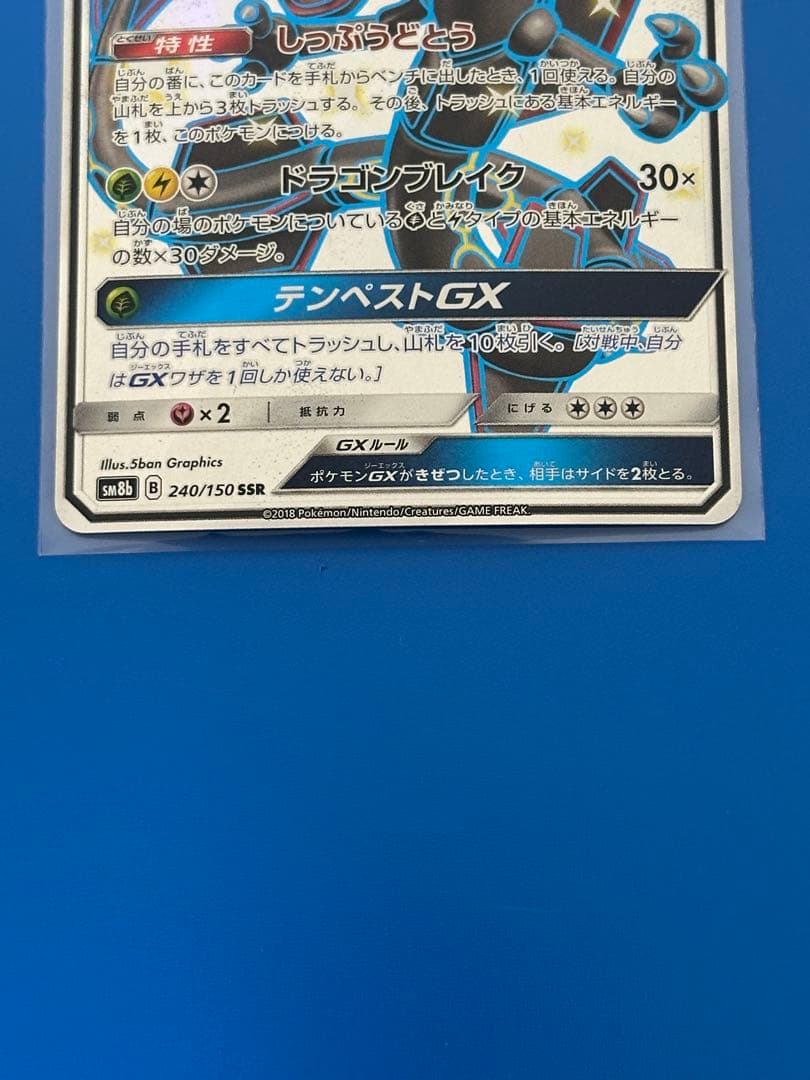 とくせい
特性 しっぷうどとう
自分の番に、このカードを手札からベンチに出したとき、1回使える。自分の
山札を上から3枚トラッシュする。その後、トラッシュにある基本エネルギー
を1枚、このポケモンにつける。
ドラゴンブレイク 30×
自分の場のポケモンについていると タイプの基本エネルギー
の数×30ダメージ。
テンペストGX
自分の手札をすべてトラッシュし、山札を10枚引く。[対戦中、自分
はGXワザを1回しか使えない。]
弱点 ×2 抵抗力 にげる
GXルール
Illus.5ban Graphics
ポケモンGXがきぜつしたとき、相手はサイドを2枚とる。
sm8b B 240/150 SSR
©2018 Pokémon/Nintendo/Creatures/GAME FREAK.